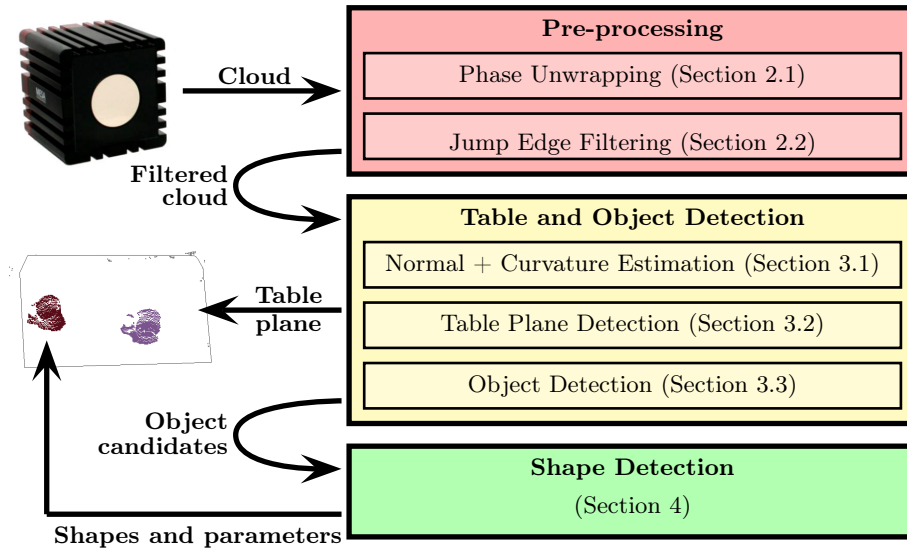 Pre-processing
Cloud
Phase Unwrapping (Section 2.1)
Jump Edge Filtering (Section 2.2)
Filtered
cloud
Table and Object Detection
Normal + Curvature Estimation (Section 3.1)
Table
plane
Table Plane Detection (Section 3.2)
Object Detection (Section 3.3)
Object
candidates
Shape Detection
(Section 4)
Shapes and parameters